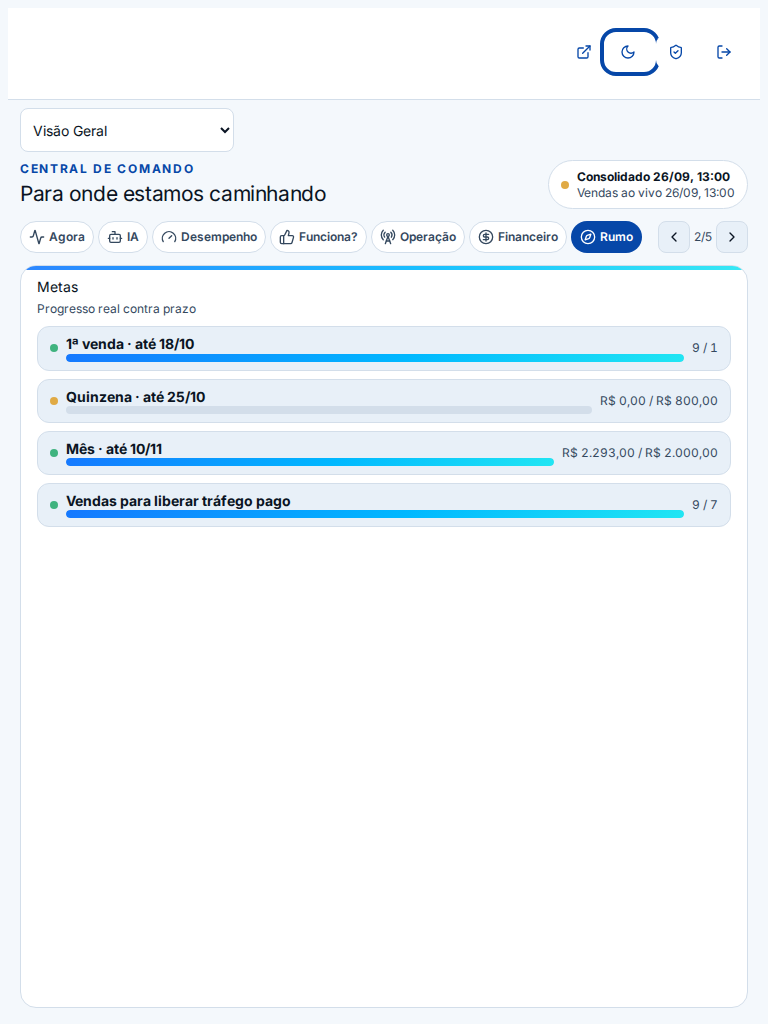 Visão Geral
CENTRAL DE COMANDO
Para onde estamos caminhando
Consolidado 26/09, 13:00
Vendas ao vivo 26/09, 13:00
Agora IA Desempenho Funciona? Operação Financeiro Rumo 2/5
Metas
Progresso real contra prazo
1ª venda · até 18/10 9 / 1
Quinzena · até 25/10 R$ 0,00 / R$ 800,00
Mês · até 10/11 R$ 2.293,00 / R$ 2.000,00
Vendas para liberar tráfego pago 9 / 7